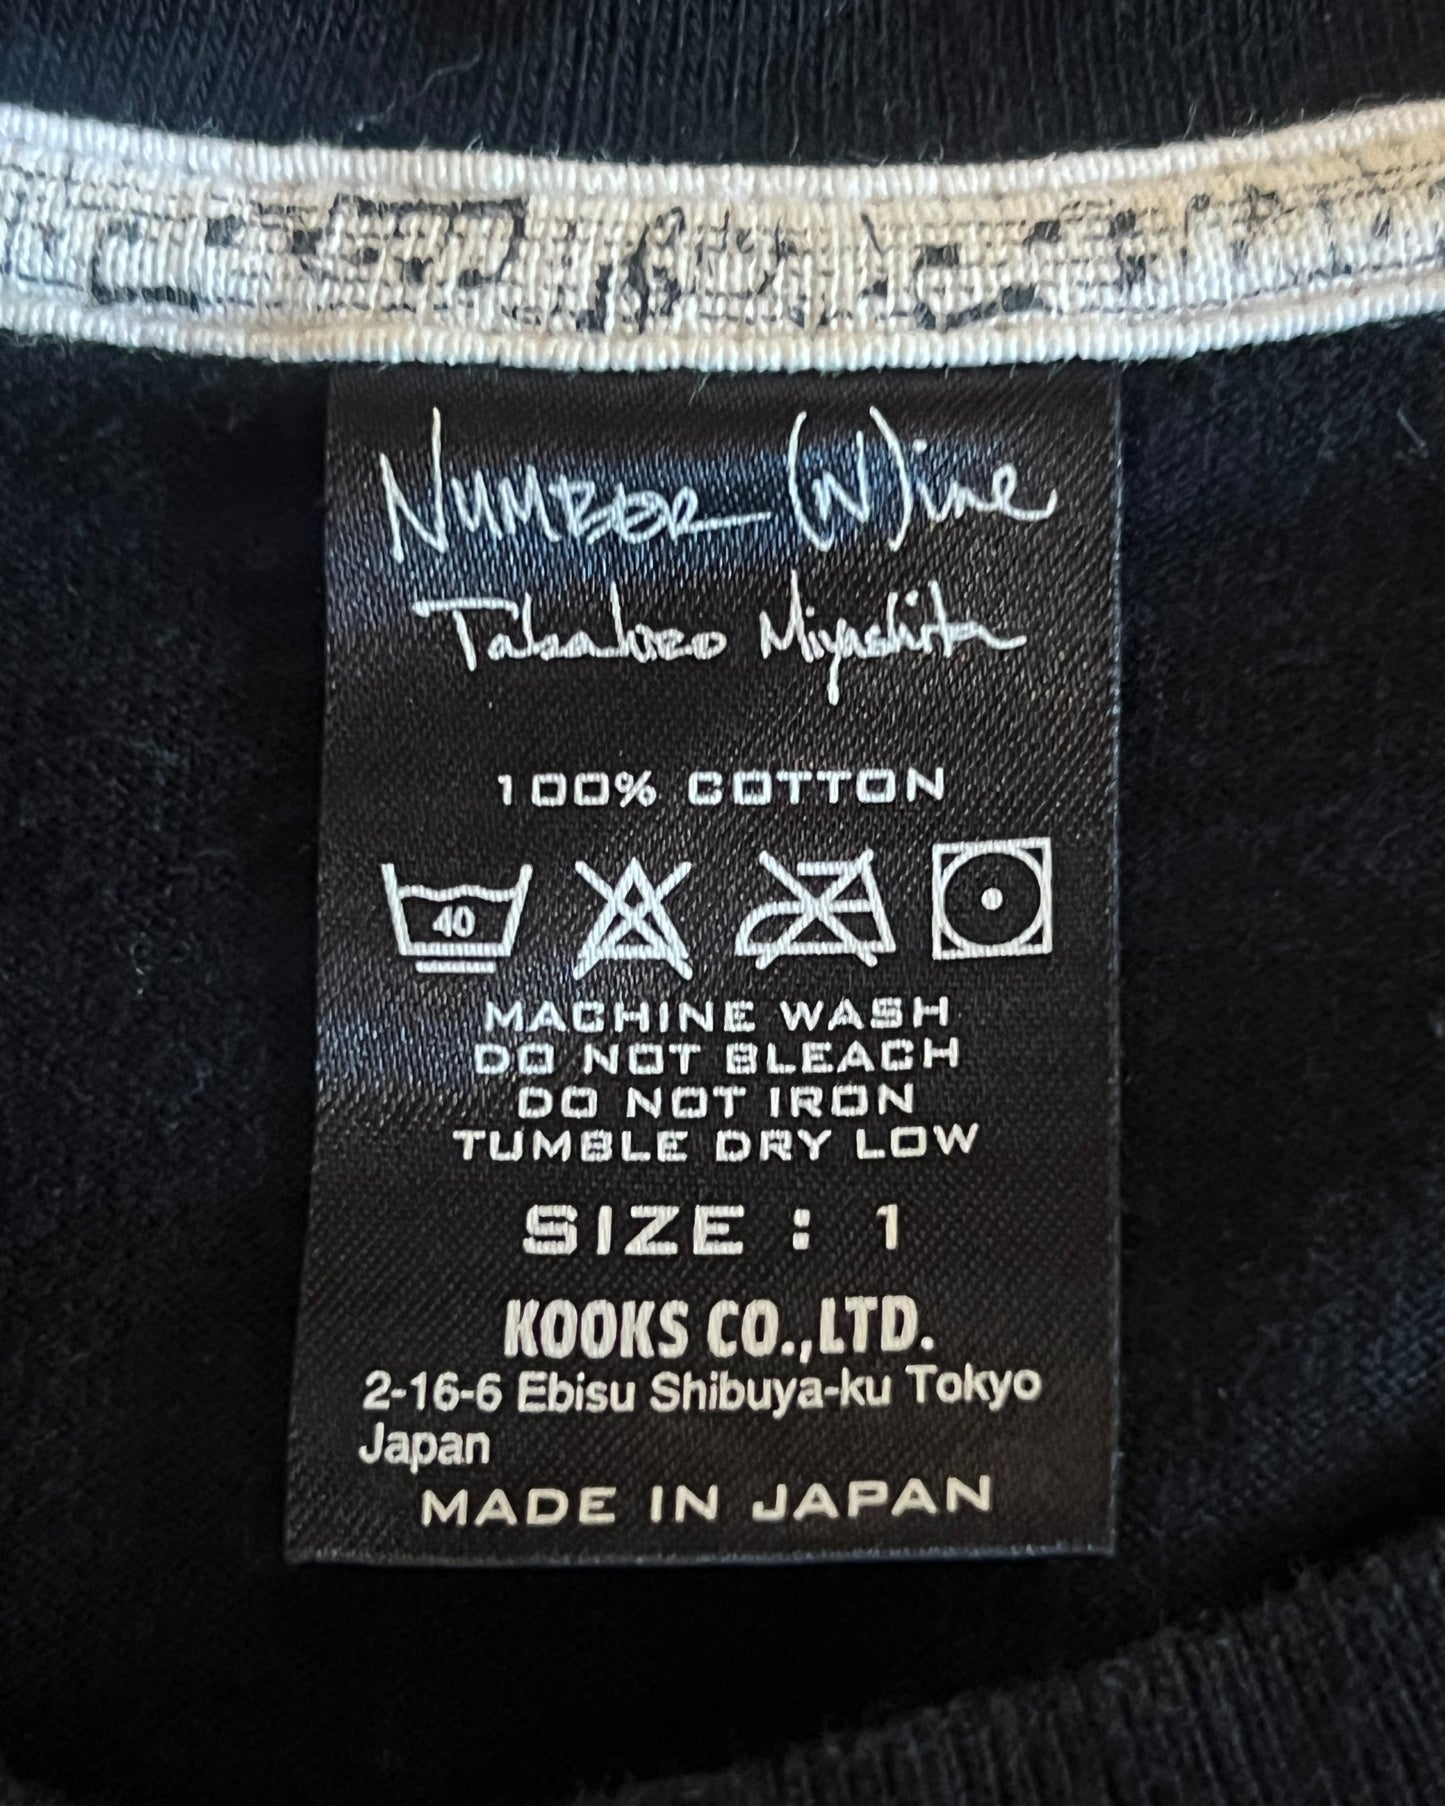 Number (N)ine
Takahiro Miyashita
100% COTTON
40
MACHINE WASH
DO NOT BLEACH
DO NOT IRON
TUMBLE DRY LOW
SIZE : 1
KOOKS CO.,LTD.
2-16-6 Ebisu Shibuya-ku Tokyo
Japan
MADE IN JAPAN